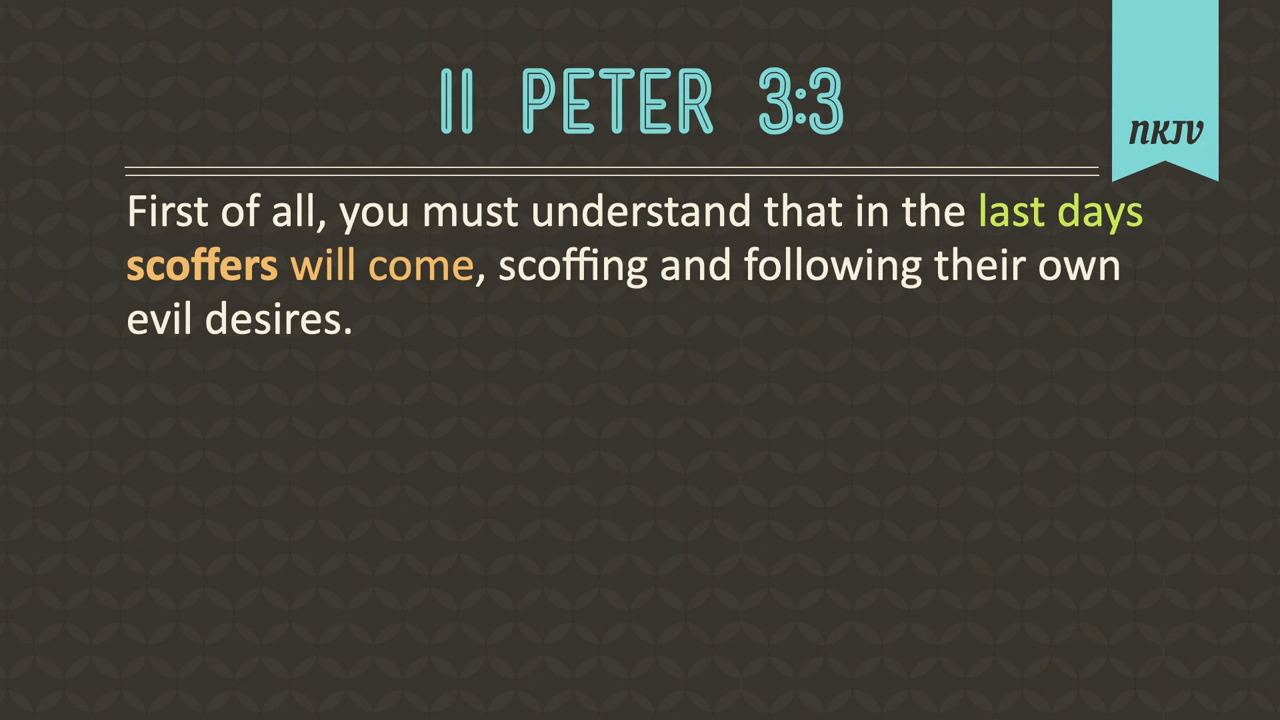 II PETER 3:3
NKJV
First of all, you must understand that in the last days
scoffers will come, scoffing and following their own
evil desires.